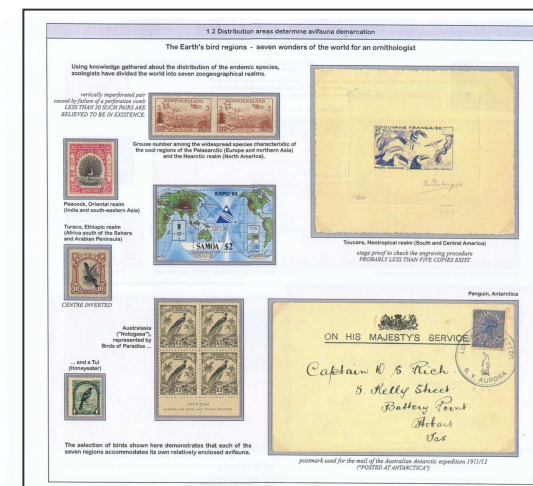 1.2 Distribution areas determine avifauna demarcation
The Earth's bird regions - seven wonders of the world for an ornithologist
Using knowledge gathered about the distribution of the endemic species,
zoologists have divided the world into seven zoogeographical realms.
vertically imperforated pair
caused by failure of a perforation comb
LESS THAN 20 SUCH PAIRS ARE
BELIEVED TO BE IN EXISTENCE.
NEWFOUNDLAND
NEWFOUNDLAND
Grouse number among the widespread species characteristic of
the cool regions of the Palaearctic (Europe and northern Asia)
and the Nearctic realm (North America).
GUYANE FRANÇAISE
POSTE AERIENNE
Toucans, Neotropical realm (South and Central America)
stage proof to check the engraving procedure
PROBABLY LESS THAN FIVE COPIES EXIST
Peacock, Oriental realm
(India and south-eastern Asia)
Turaco, Ethiopic realm
(Africa south of the Sahara
and Arabian Peninsula)
LIBERIA
CENTRE INVERTED
EXPO'85
SAMOA $2
Australasia
("Notogaea"),
represented by
Birds of Paradise ...
... and a Tui
(Honeyeater)
The selection of birds shown here demonstrates that each of the
seven regions accommodates its own relatively enclosed avifauna.
Penguin, Antarctica
ON HIS MAJESTY'S SERVICE
S. Y. AURORA
Captain D S Rich.
5. Kelly Street
Battery Point
Hobart
Tas
postmark used for the mail of the Australian Antarctic expedition 1911/12
("POSTED AT ANTARCTICA")